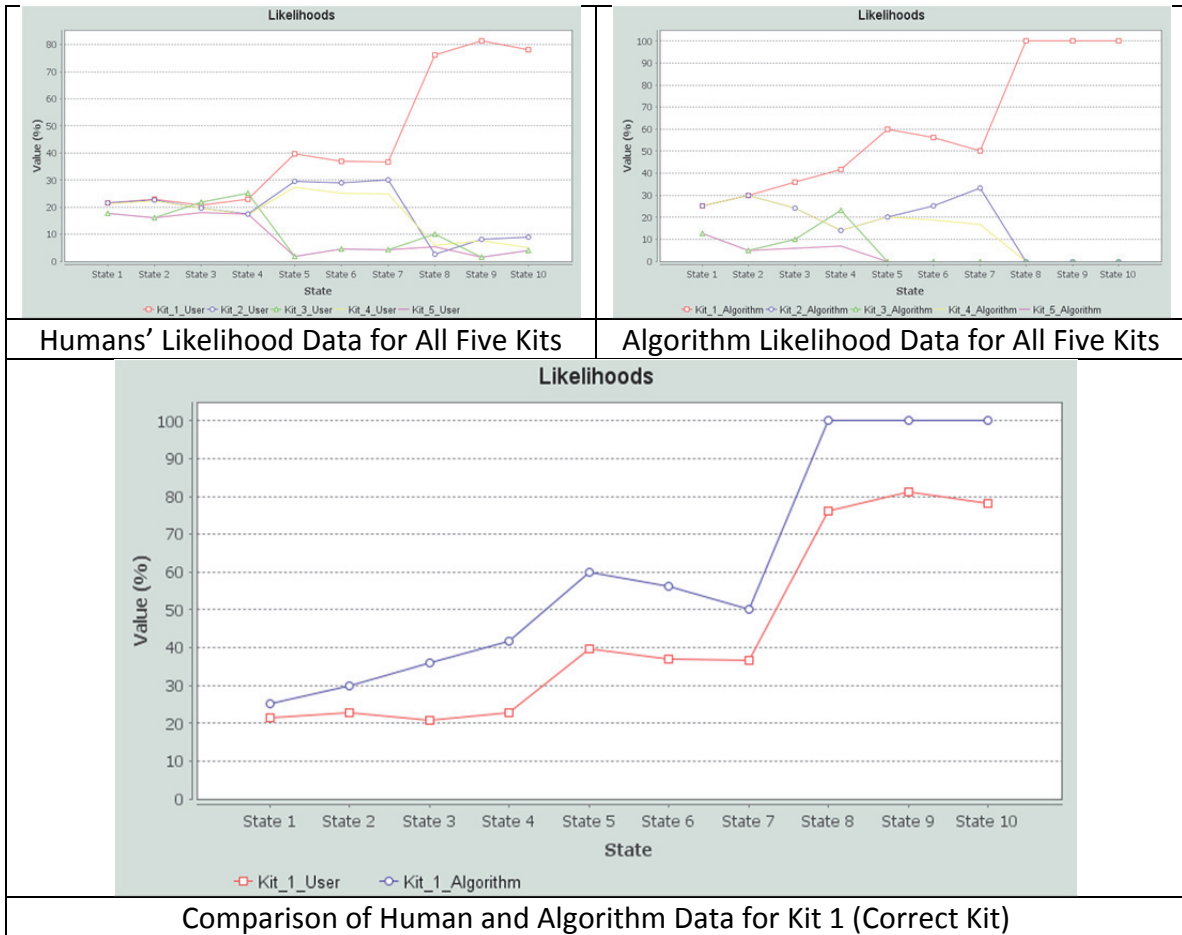 Likelihoods
Value (%)
80
70
60
50
40
30
20
10
0
State 1 State 2 State 3 State 4 State 5 State 6 State 7 State 8 State 9 State 10
State
Kit_1_User Kit_2_User Kit_3_User Kit_4_User Kit_5_User
Humans’ Likelihood Data for All Five Kits
Likelihoods
Value (%)
100
90
80
70
60
50
40
30
20
10
0
State 1 State 2 State 3 State 4 State 5 State 6 State 7 State 8 State 9 State 10
State
Kit_1_Algorithm Kit_2_Algorithm Kit_3_Algorithm Kit_4_Algorithm Kit_5_Algorithm
Algorithm Likelihood Data for All Five Kits
Likelihoods
Value (%)
100
90
80
70
60
50
40
30
20
10
0
State 1 State 2 State 3 State 4 State 5 State 6 State 7 State 8 State 9 State 10
State
Kit_1_User Kit_1_Algorithm
Comparison of Human and Algorithm Data for Kit 1 (Correct Kit)